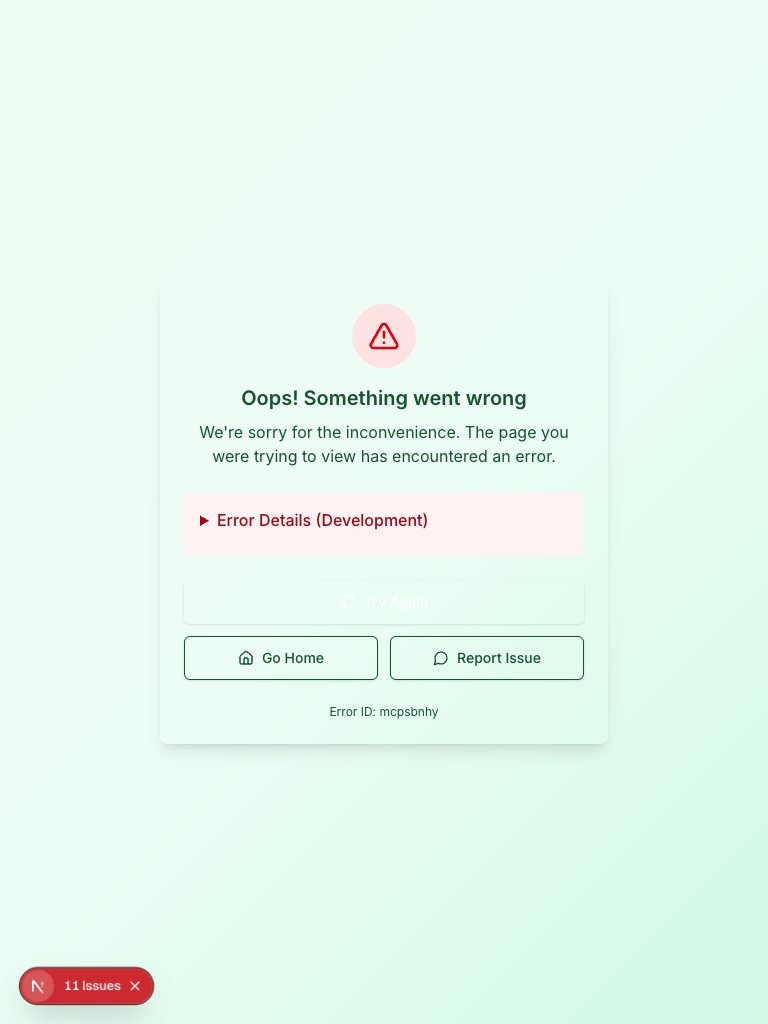 Oops! Something went wrong
We're sorry for the inconvenience. The page you
were trying to view has encountered an error.
Error Details (Development)
Try Again
Go Home
Report Issue
Error ID: mcpsbnhy
11 Issues